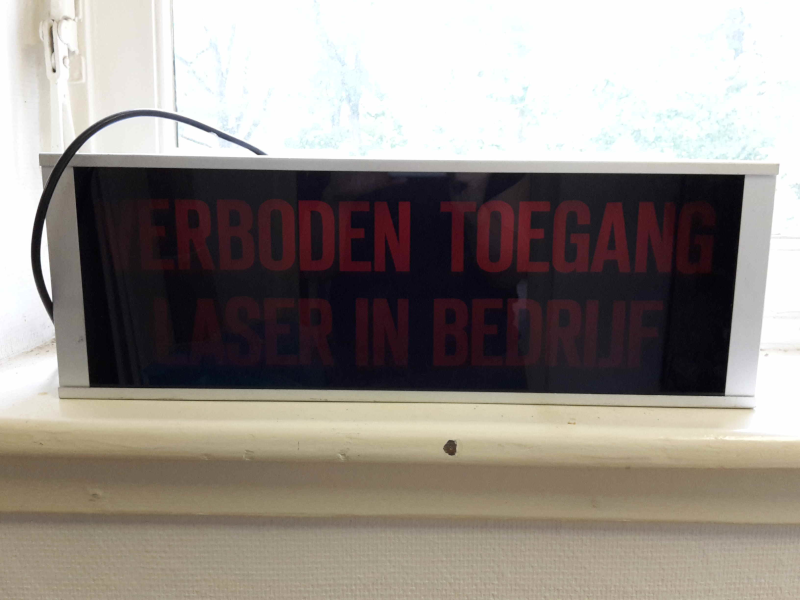 VERBODEN TOEGANG
LASER IN BEDRIJF